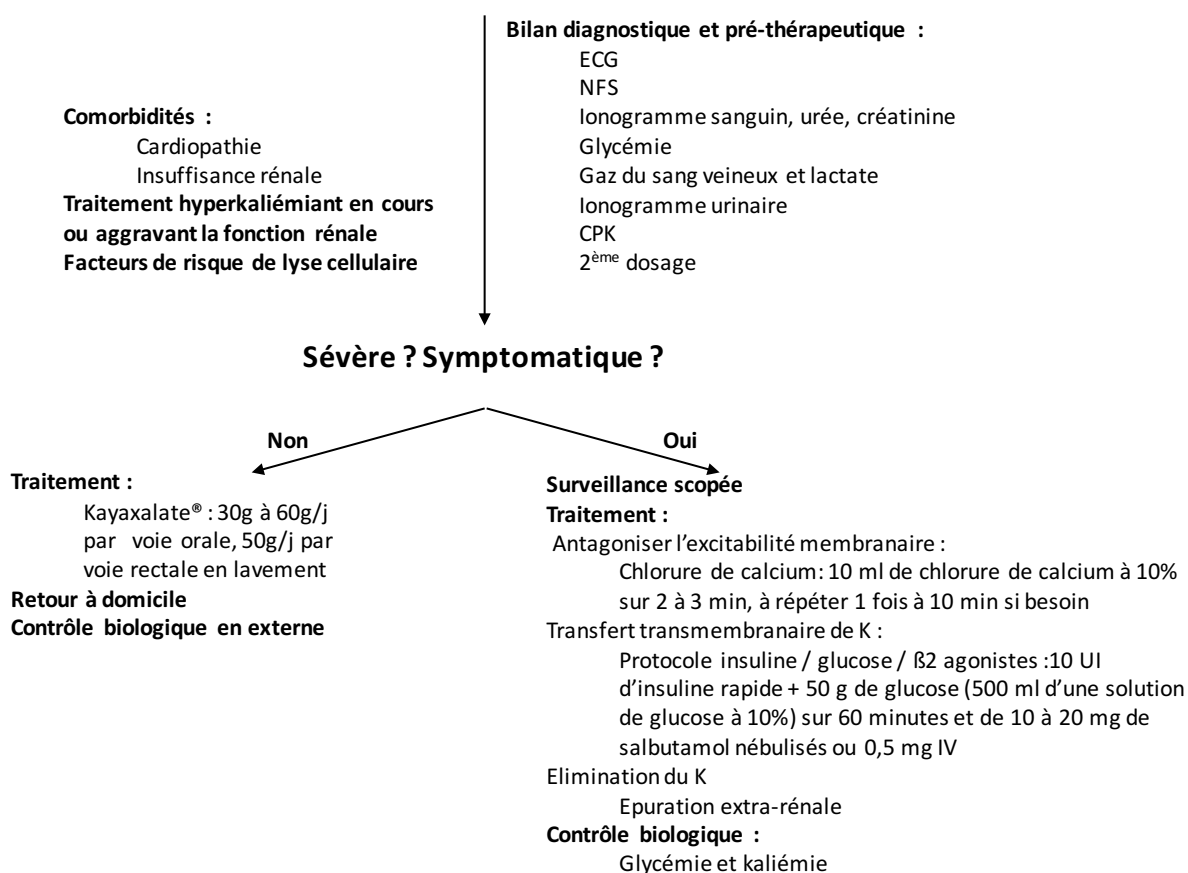 Bilan diagnostique et pré-thérapeutique :
ECG
NFS
Ionogramme sanguin, urée, créatinine
Glycémie
Gaz du sang veineux et lactate
Ionogramme urinaire
CPK
2ème dosage
Comorbidités :
Cardiopathie
Insuffisance rénale
Traitement hyperkaliémiant en cours
ou aggravant la fonction rénale
Facteurs de risque de lyse cellulaire
Sévère ? Symptomatique ?
Non
Oui
Traitement :
Kayaxalate® : 30g à 60g/j
par voie orale, 50g/j par
voie rectale en lavement
Retour à domicile
Contrôle biologique en externe
Surveillance scopée
Traitement :
Antagoniser l'excitabilité membranaire :
Chlorure de calcium: 10 ml de chlorure de calcium à 10%
sur 2 à 3 min, à répéter 1 fois à 10 min si besoin
Transfert transmembranaire de K :
Protocole insuline / glucose / ß2 agonistes :10 UI
d'insuline rapide + 50 g de glucose (500 ml d'une solution
de glucose à 10%) sur 60 minutes et de 10 à 20 mg de
salbutamol nébulisés ou 0,5 mg IV
Elimination du K
Epuration extra-rénale
Contrôle biologique :
Glycémie et kaliémie